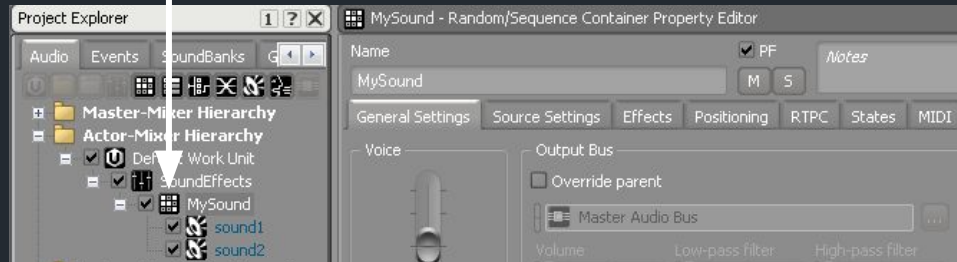 Project Explorer
1 ? X
Audio Events SoundBanks G
Master-Mixer Hierarchy
Actor-Mixer Hierarchy
Default Work Unit
SoundEffects
MySound
sound1
sound2
MySound - Random/Sequence Container Property Editor
Name
PF
Notes
MySound
M S
General Settings Source Settings Effects Positioning RTPC States MIDI
Voice
Output Bus
Override parent
Master Audio Bus
...
Volume Low-pass filter High-pass filter